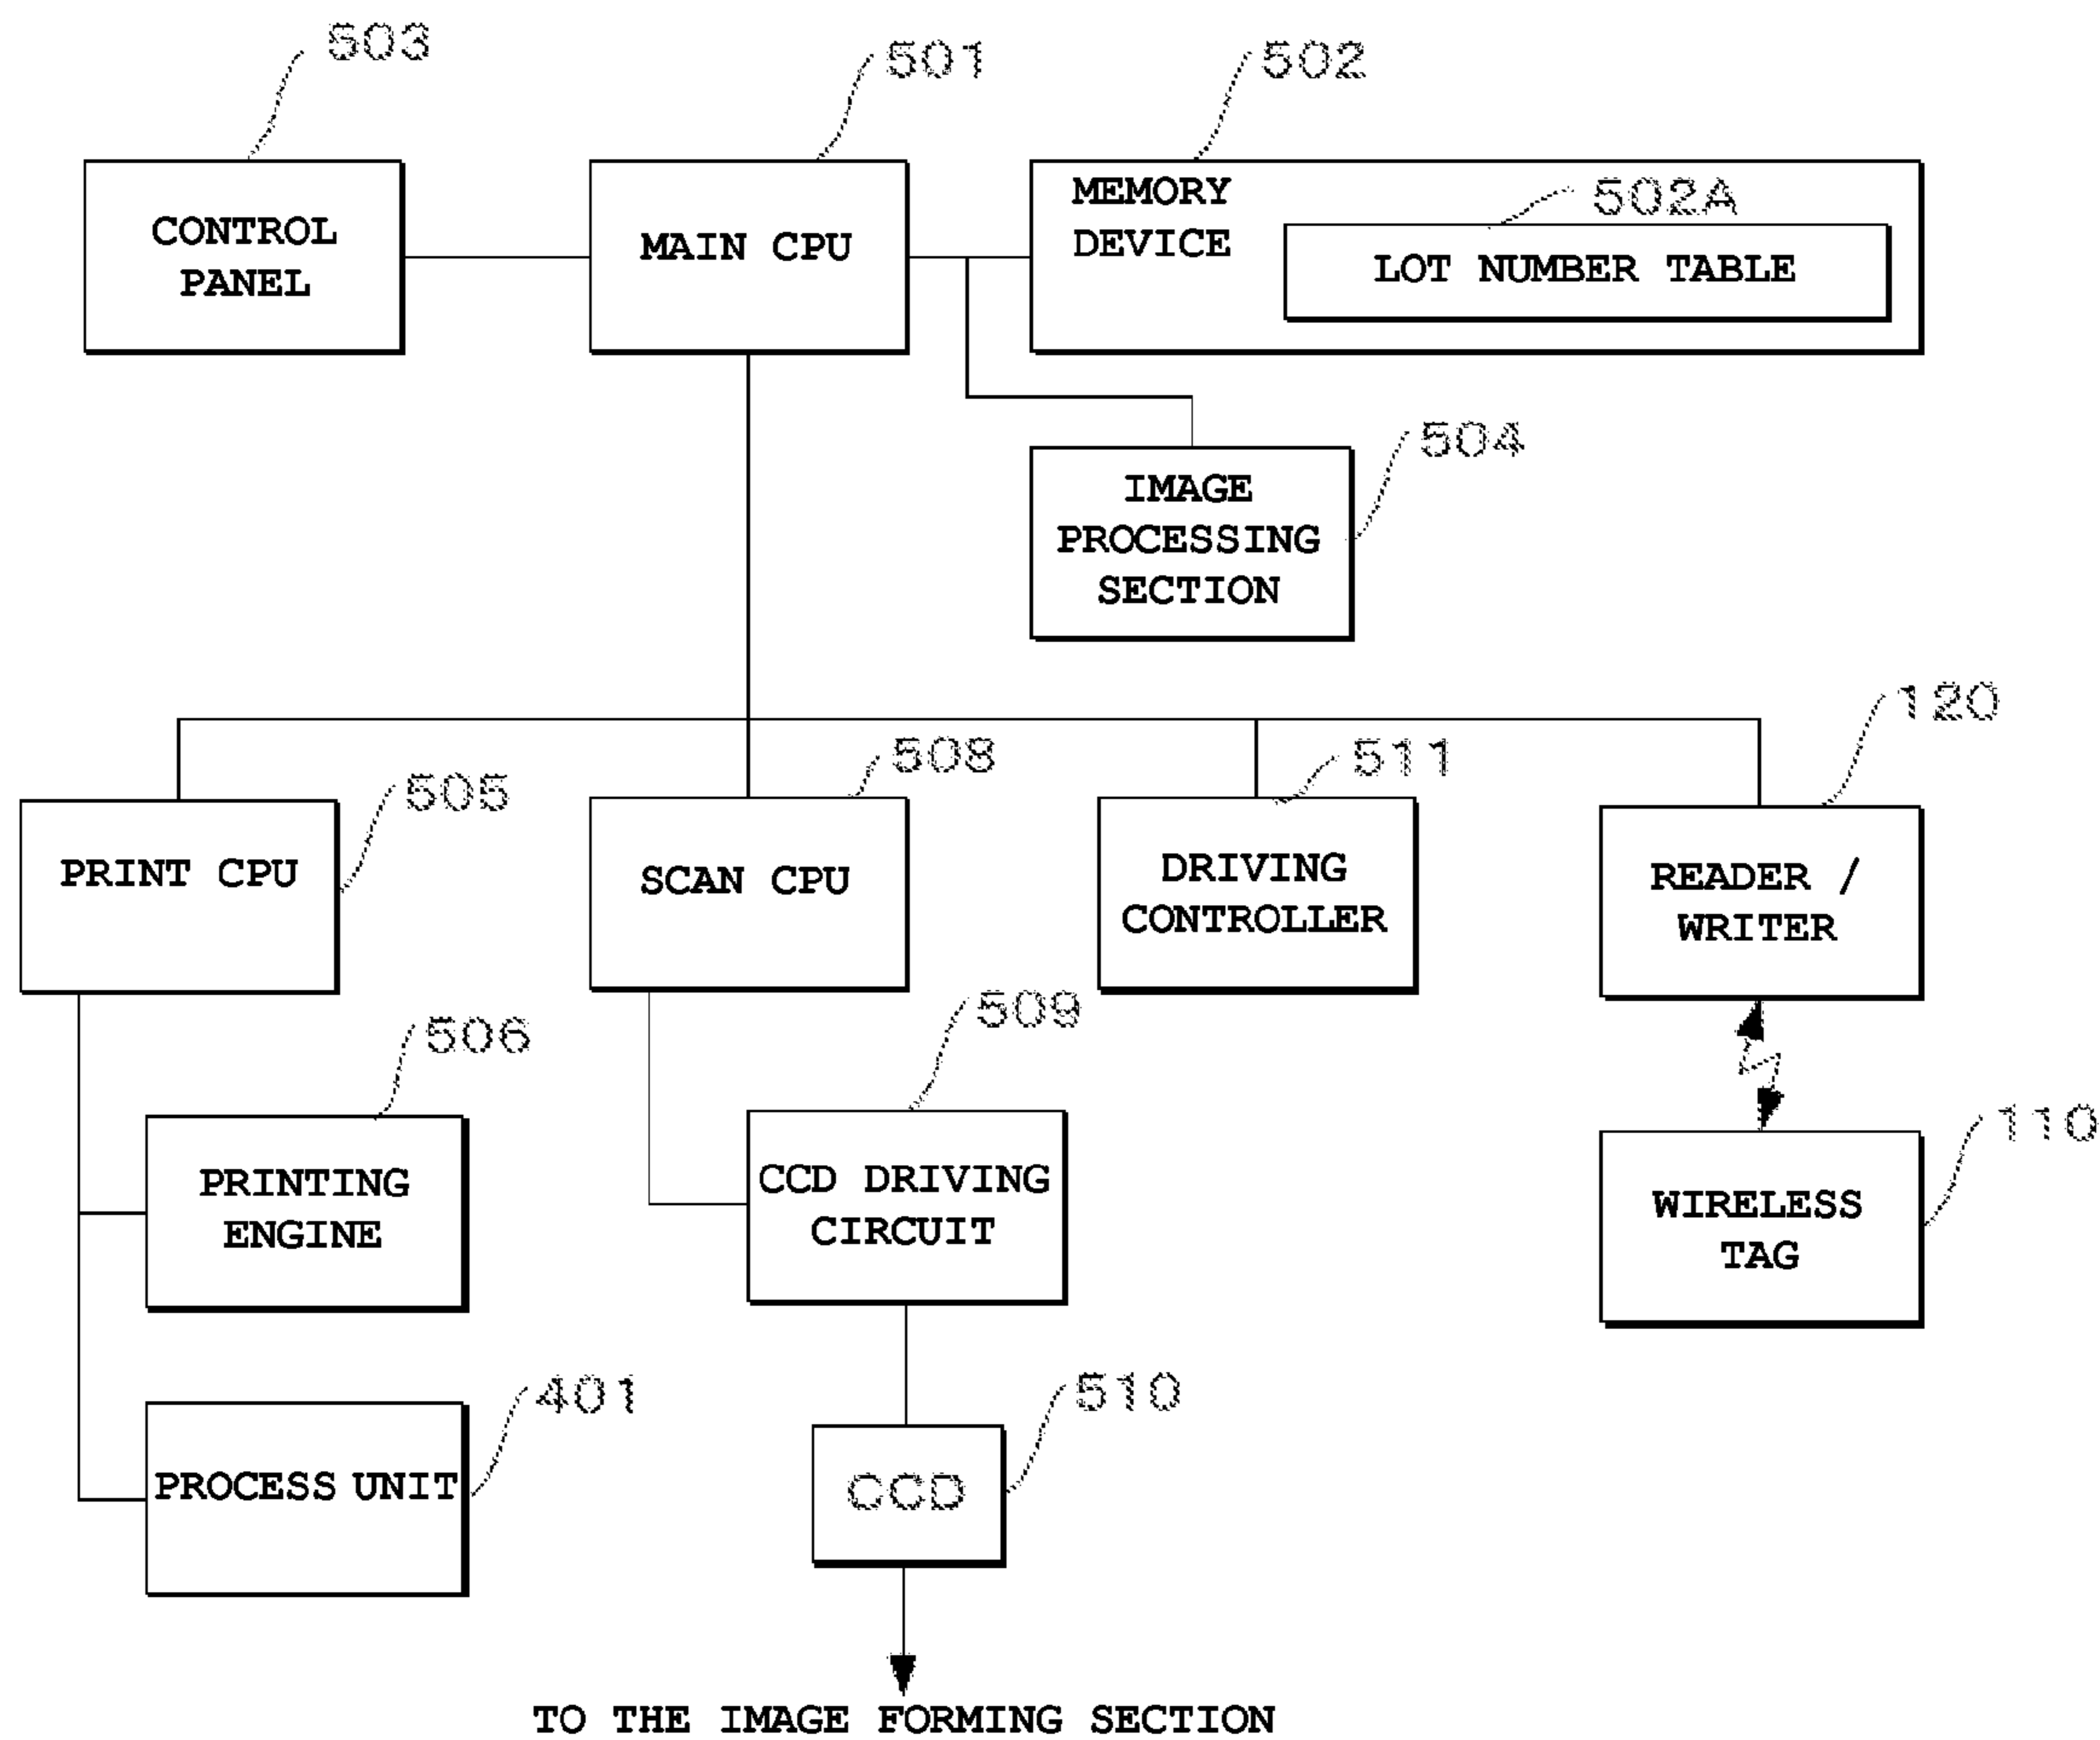 503
501
502
CONTROL
PANEL
MAIN CPU
MEMORY
DEVICE
502A
LOT NUMBER TABLE
504
IMAGE
PROCESSING
SECTION
120
508
511
505
PRINT CPU
SCAN CPU
DRIVING
CONTROLLER
READER /
WRITER
509
506
110
PRINTING
ENGINE
CCD DRIVING
CIRCUIT
WIRELESS
TAG
401
510
PROCESS UNIT
CCD
TO THE IMAGE FORMING SECTION